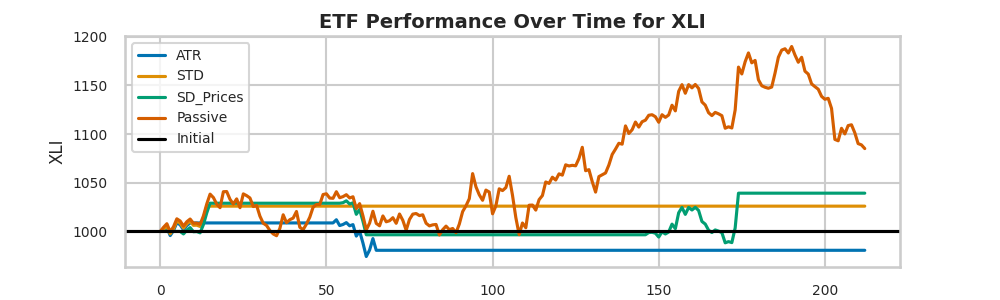 ETF Performance Over Time for XLI
1200
1150
1100
1050
1000
XLI
ATR
STD
SD_Prices
Passive
Initial
0
50
100
150
200